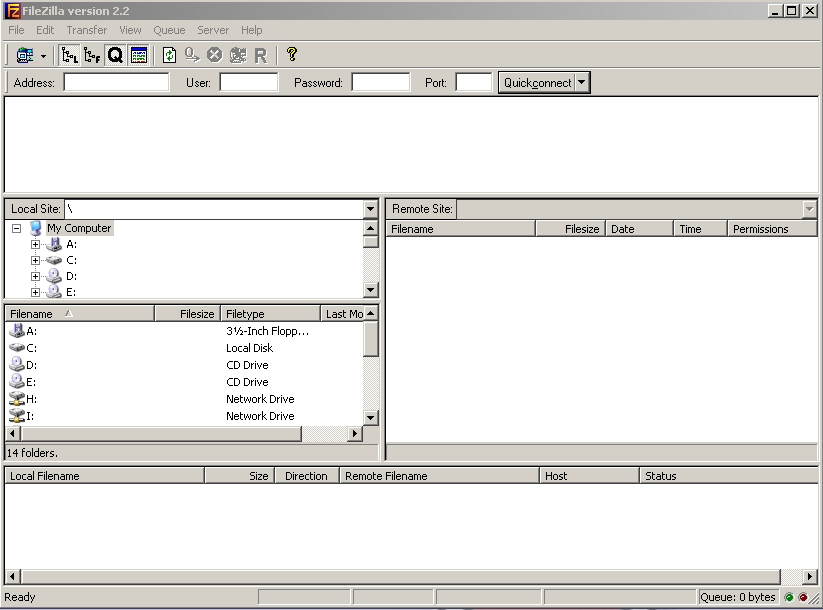 FileZilla version 2.2
File Edit Transfer View Queue Server Help
L F Q R ?
Address: User: Password: Port: Quickconnect
Local Site: \
Remote Site:
My Computer
A:
C:
D:
E:
Filename Filesize Date Time Permissions
Filename Filesize Filetype Last Mo
A: 3½-Inch Flopp...
C: Local Disk
D: CD Drive
E: CD Drive
H: Network Drive
I: Network Drive
14 folders.
Local Filename Size Direction Remote Filename Host Status
Ready Queue: 0 bytes